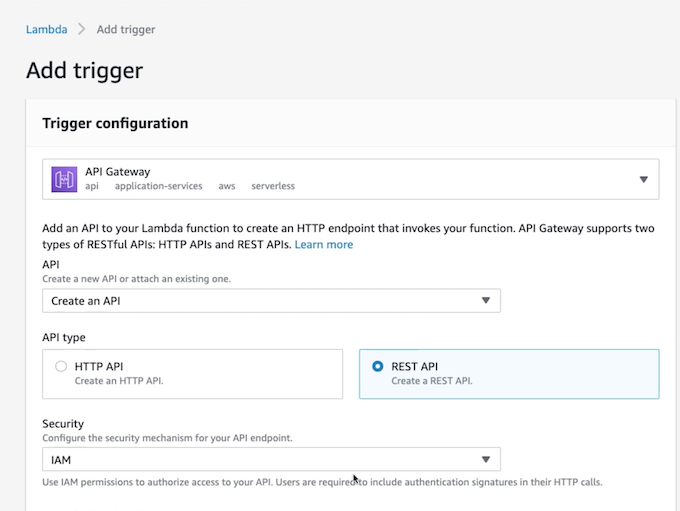 Lambda > Add trigger
Add trigger
Trigger configuration
API Gateway
api application-services aws serverless
Add an API to your Lambda function to create an HTTP endpoint that invokes your function. API Gateway supports two
types of RESTful APIs: HTTP APIs and REST APIs. Learn more
API
Create a new API or attach an existing one.
Create an API
API type
HTTP API
Create an HTTP API.
REST API
Create a REST API.
Security
Configure the security mechanism for your API endpoint.
IAM
Use IAM permissions to authorize access to your API. Users are required to include authentication signatures in their HTTP calls.